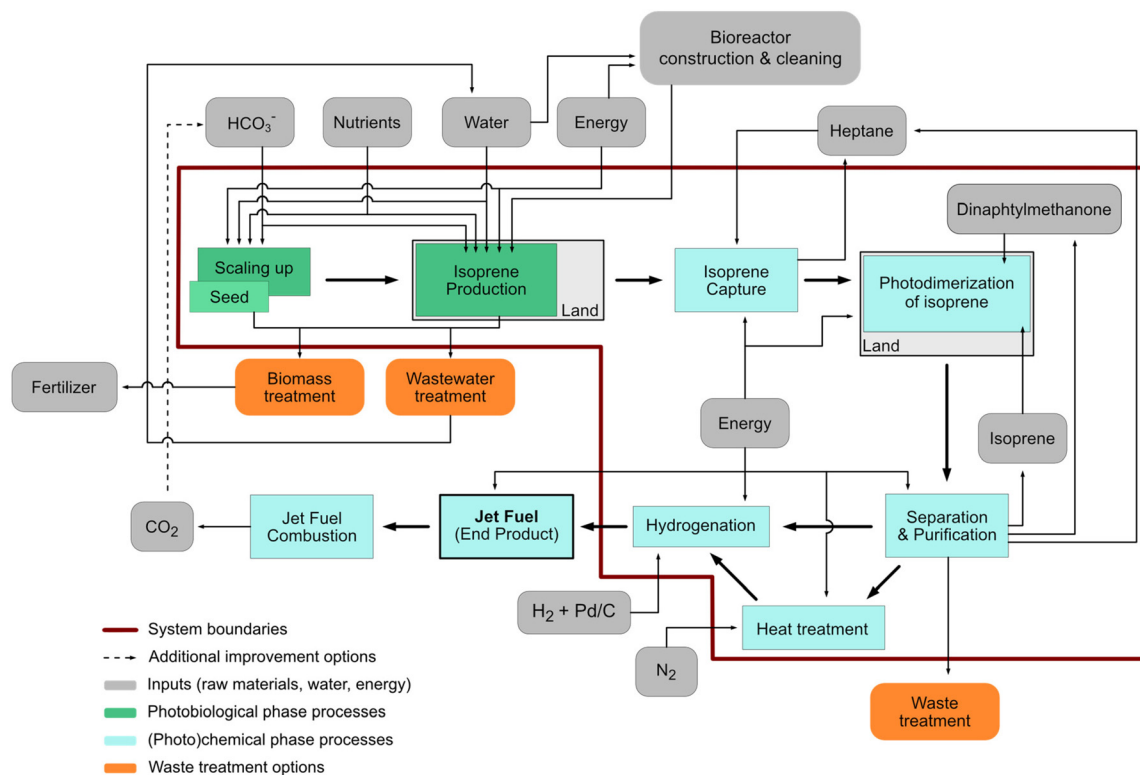 Bioreactor
construction & cleaning
HCO₃⁻
Nutrients
Water
Energy
Heptane
Dinaphtylmethanone
Scaling up
Seed
Isoprene
Production
Land
Isoprene
Capture
Photodimerization
of isoprene
Land
Fertilizer
Biomass
treatment
Wastewater
treatment
Energy
Isoprene
CO₂
Jet Fuel
Combustion
Jet Fuel
(End Product)
Hydrogenation
Separation
& Purification
H₂ + Pd/C
Heat treatment
N₂
Waste
treatment
System boundaries
Additional improvement options
Inputs (raw materials, water, energy)
Photobiological phase processes
(Photo)chemical phase processes
Waste treatment options